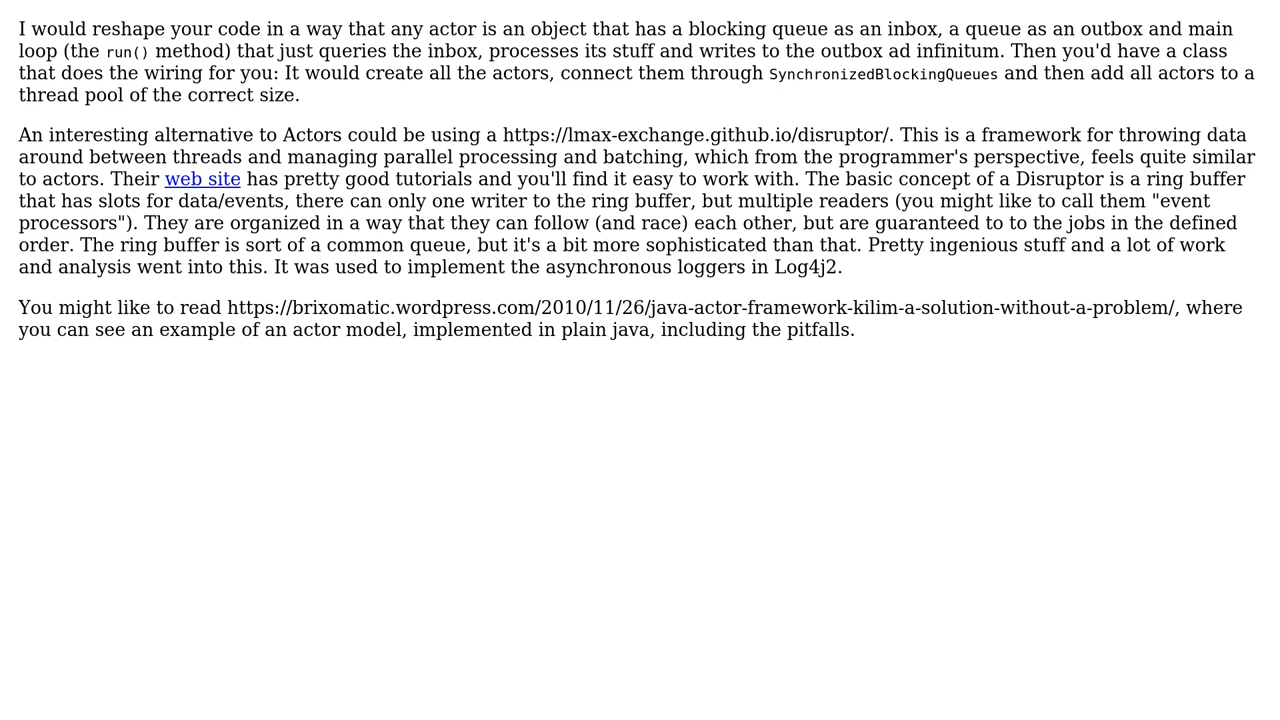 I would reshape your code in a way that any actor is an object that has a blocking queue as an inbox, a queue as an outbox and main
loop (the run() method) that just queries the inbox, processes its stuff and writes to the outbox ad infinitum. Then you'd have a class
that does the wiring for you: It would create all the actors, connect them through SynchronizedBlockingQueues and then add all actors to a
thread pool of the correct size.
An interesting alternative to Actors could be using a https://lmax-exchange.github.io/disruptor/. This is a framework for throwing data
around between threads and managing parallel processing and batching, which from the programmer's perspective, feels quite similar
to actors. Their web site has pretty good tutorials and you'll find it easy to work with. The basic concept of a Disruptor is a ring buffer
that has slots for data/events, there can only one writer to the ring buffer, but multiple readers (you might like to call them "event
processors"). They are organized in a way that they can follow (and race) each other, but are guaranteed to to the jobs in the defined
order. The ring buffer is sort of a common queue, but it's a bit more sophisticated than that. Pretty ingenious stuff and a lot of work
and analysis went into this. It was used to implement the asynchronous loggers in Log4j2.
You might like to read https://brixomatic.wordpress.com/2010/11/26/java-actor-framework-kilim-a-solution-without-a-problem/, where
you can see an example of an actor model, implemented in plain java, including the pitfalls.